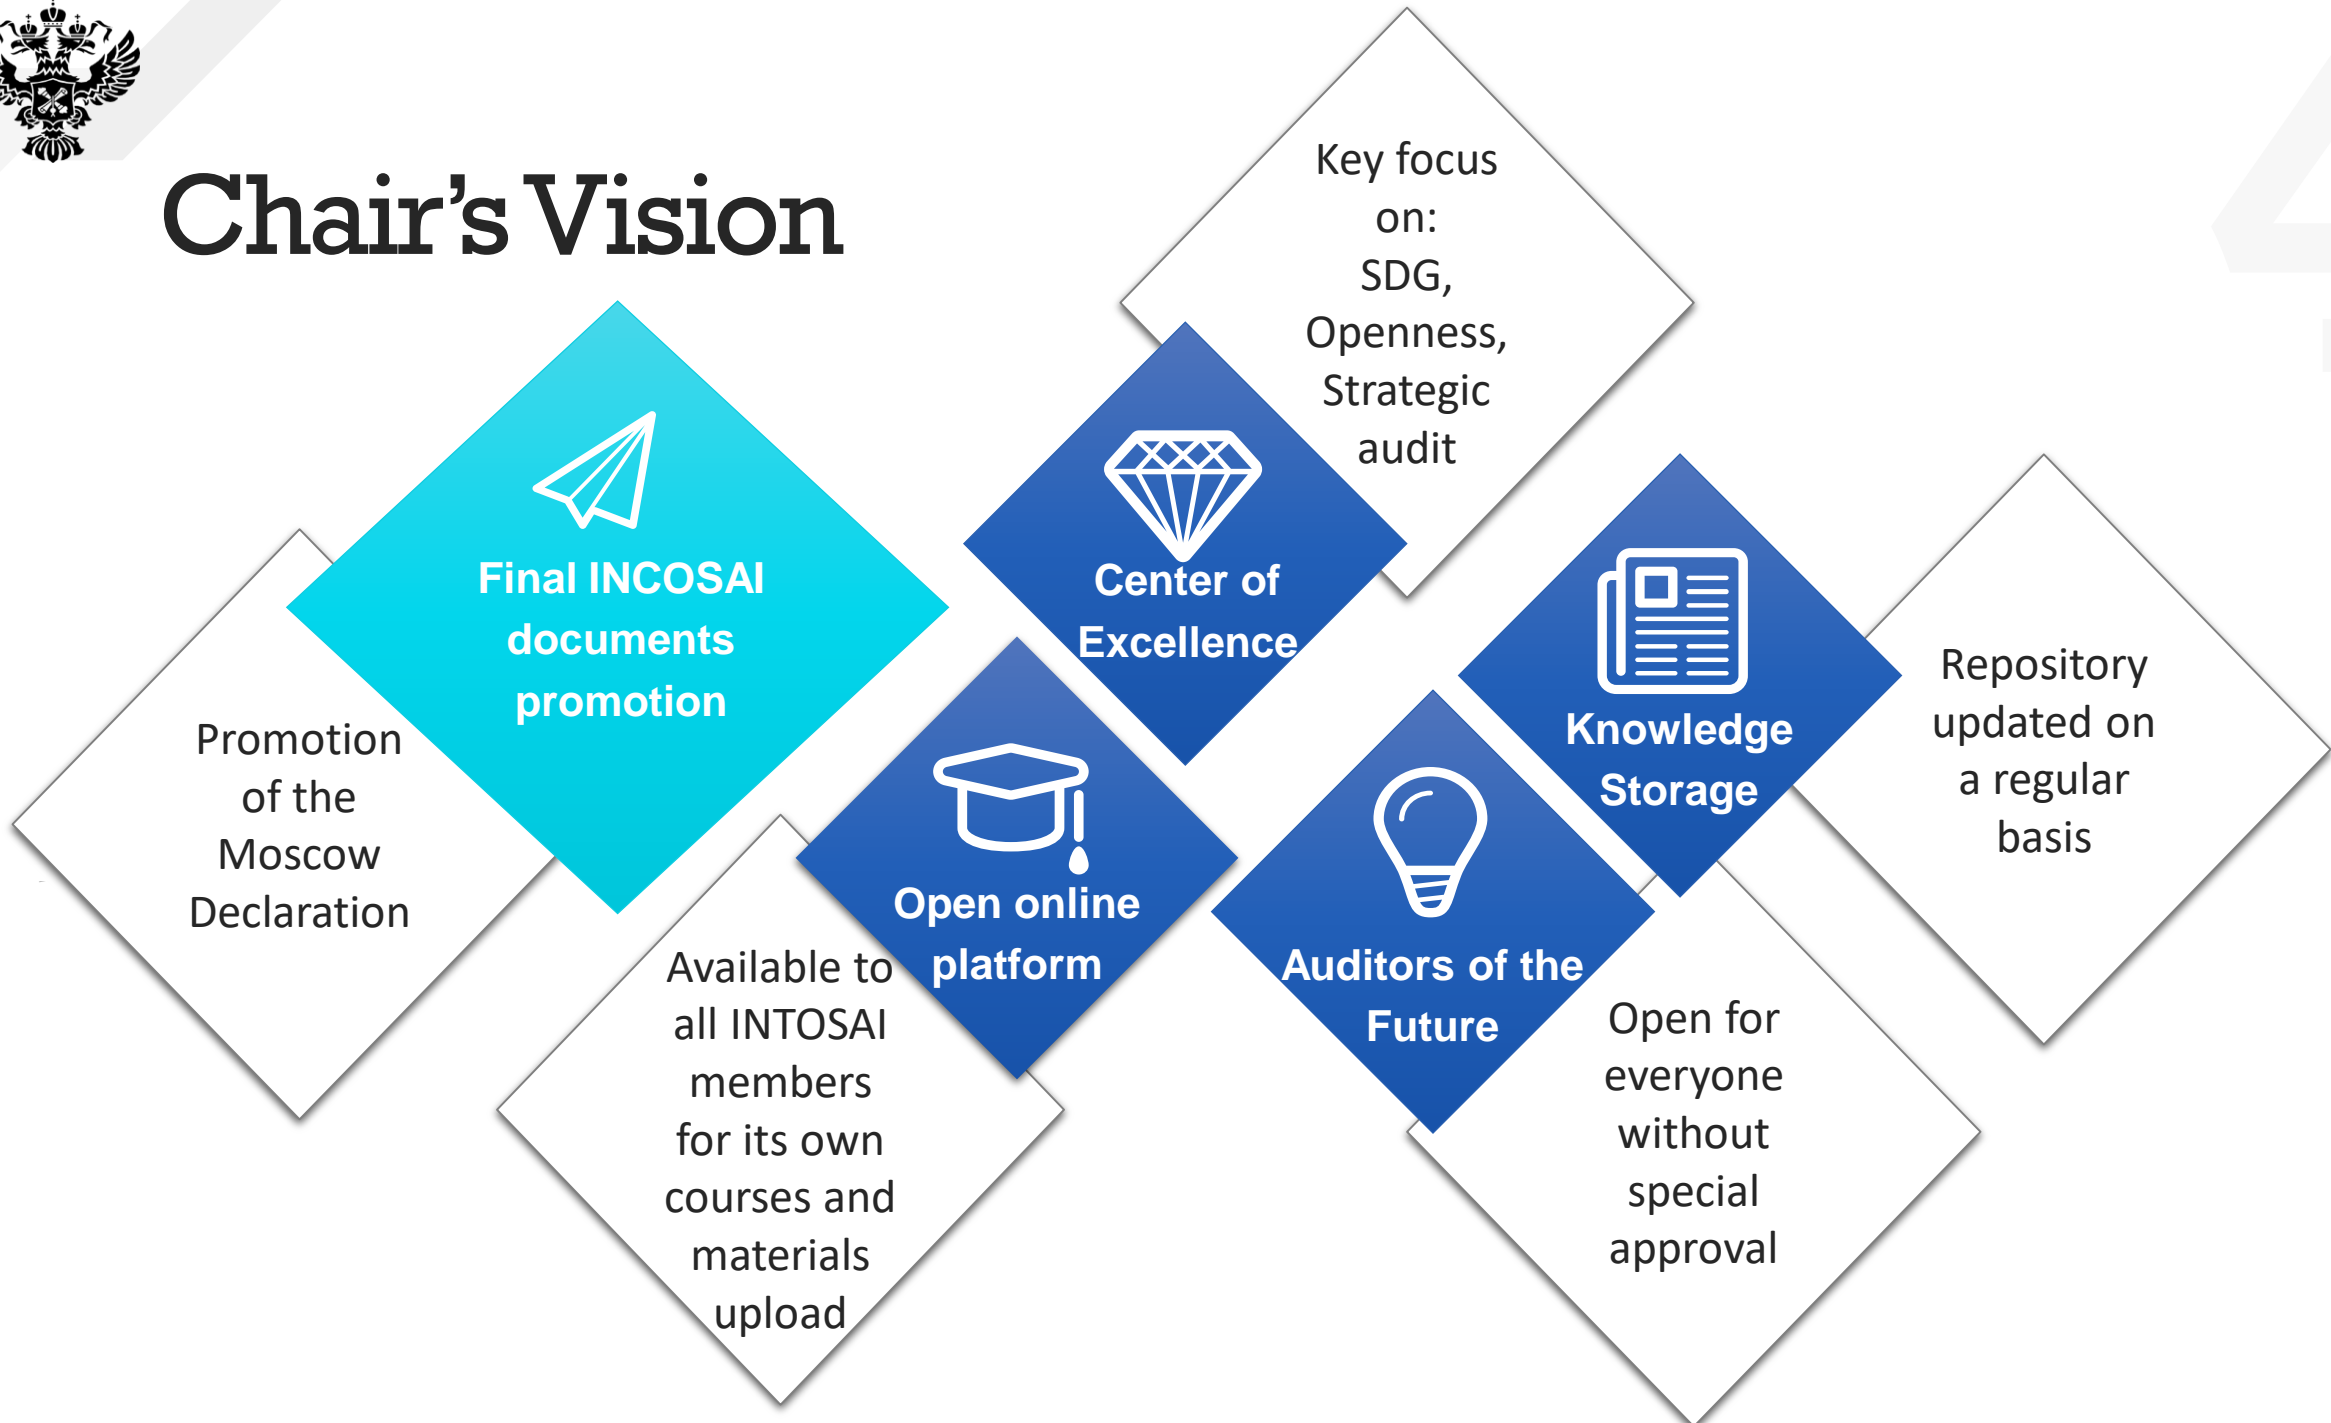 Chair’s Vision
Key focus
on:
SDG,
Openness,
Strategic
audit
Final INCOSAI
documents
promotion
Center of
Excellence
Knowledge
Storage
Repository
updated on
a regular
basis
Promotion
of the
Moscow
Declaration
Open online
platform
Auditors of the
Future
Available to
all INTOSAI
members
for its own
courses and
materials
upload
Open for
everyone
without
special
approval